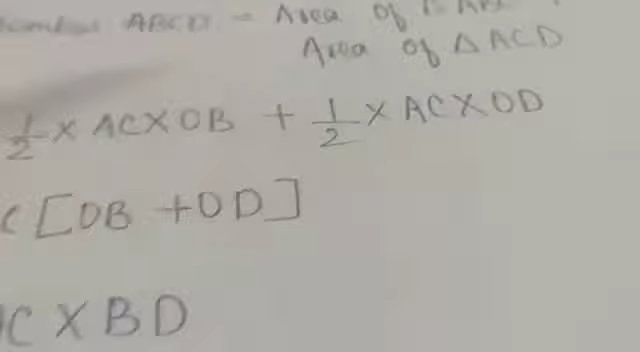 ABCD = Area of Δ
Area of Δ ACD
1/2 × AC × OB + 1/2 × AC × OD
C [OB + OD]
C × BD